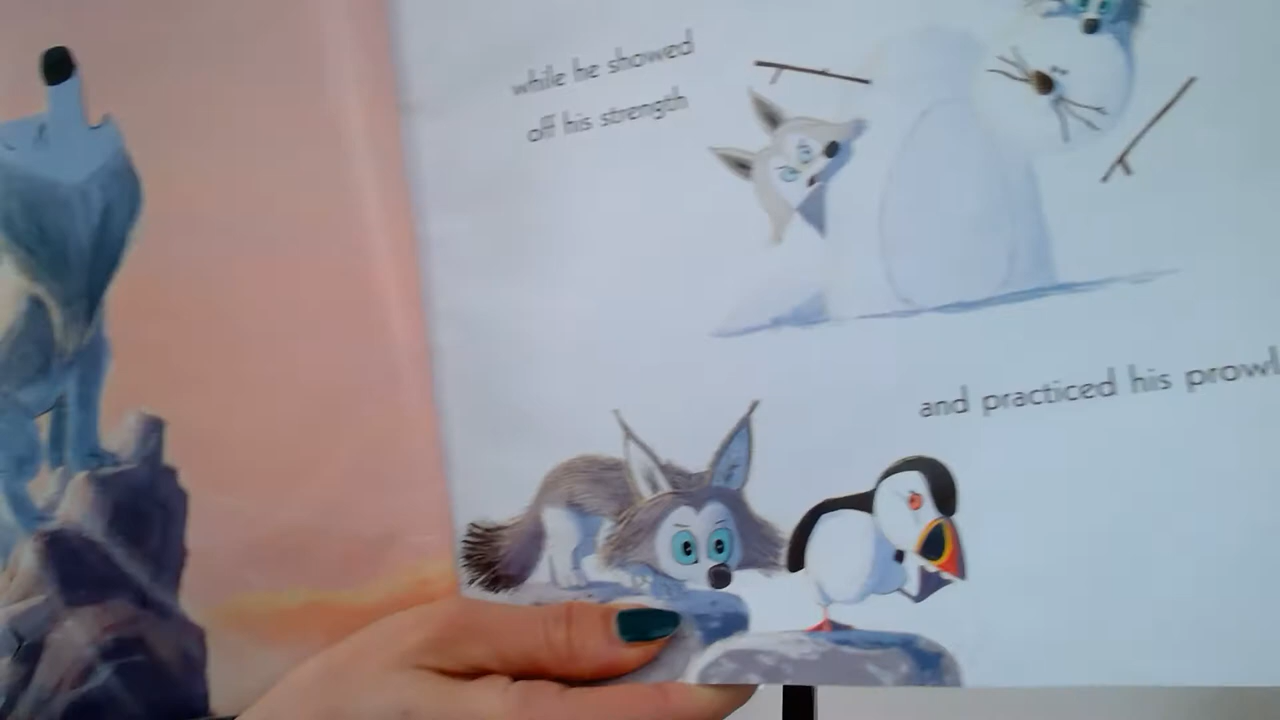 while he showed
off his strength
and practiced his prowl